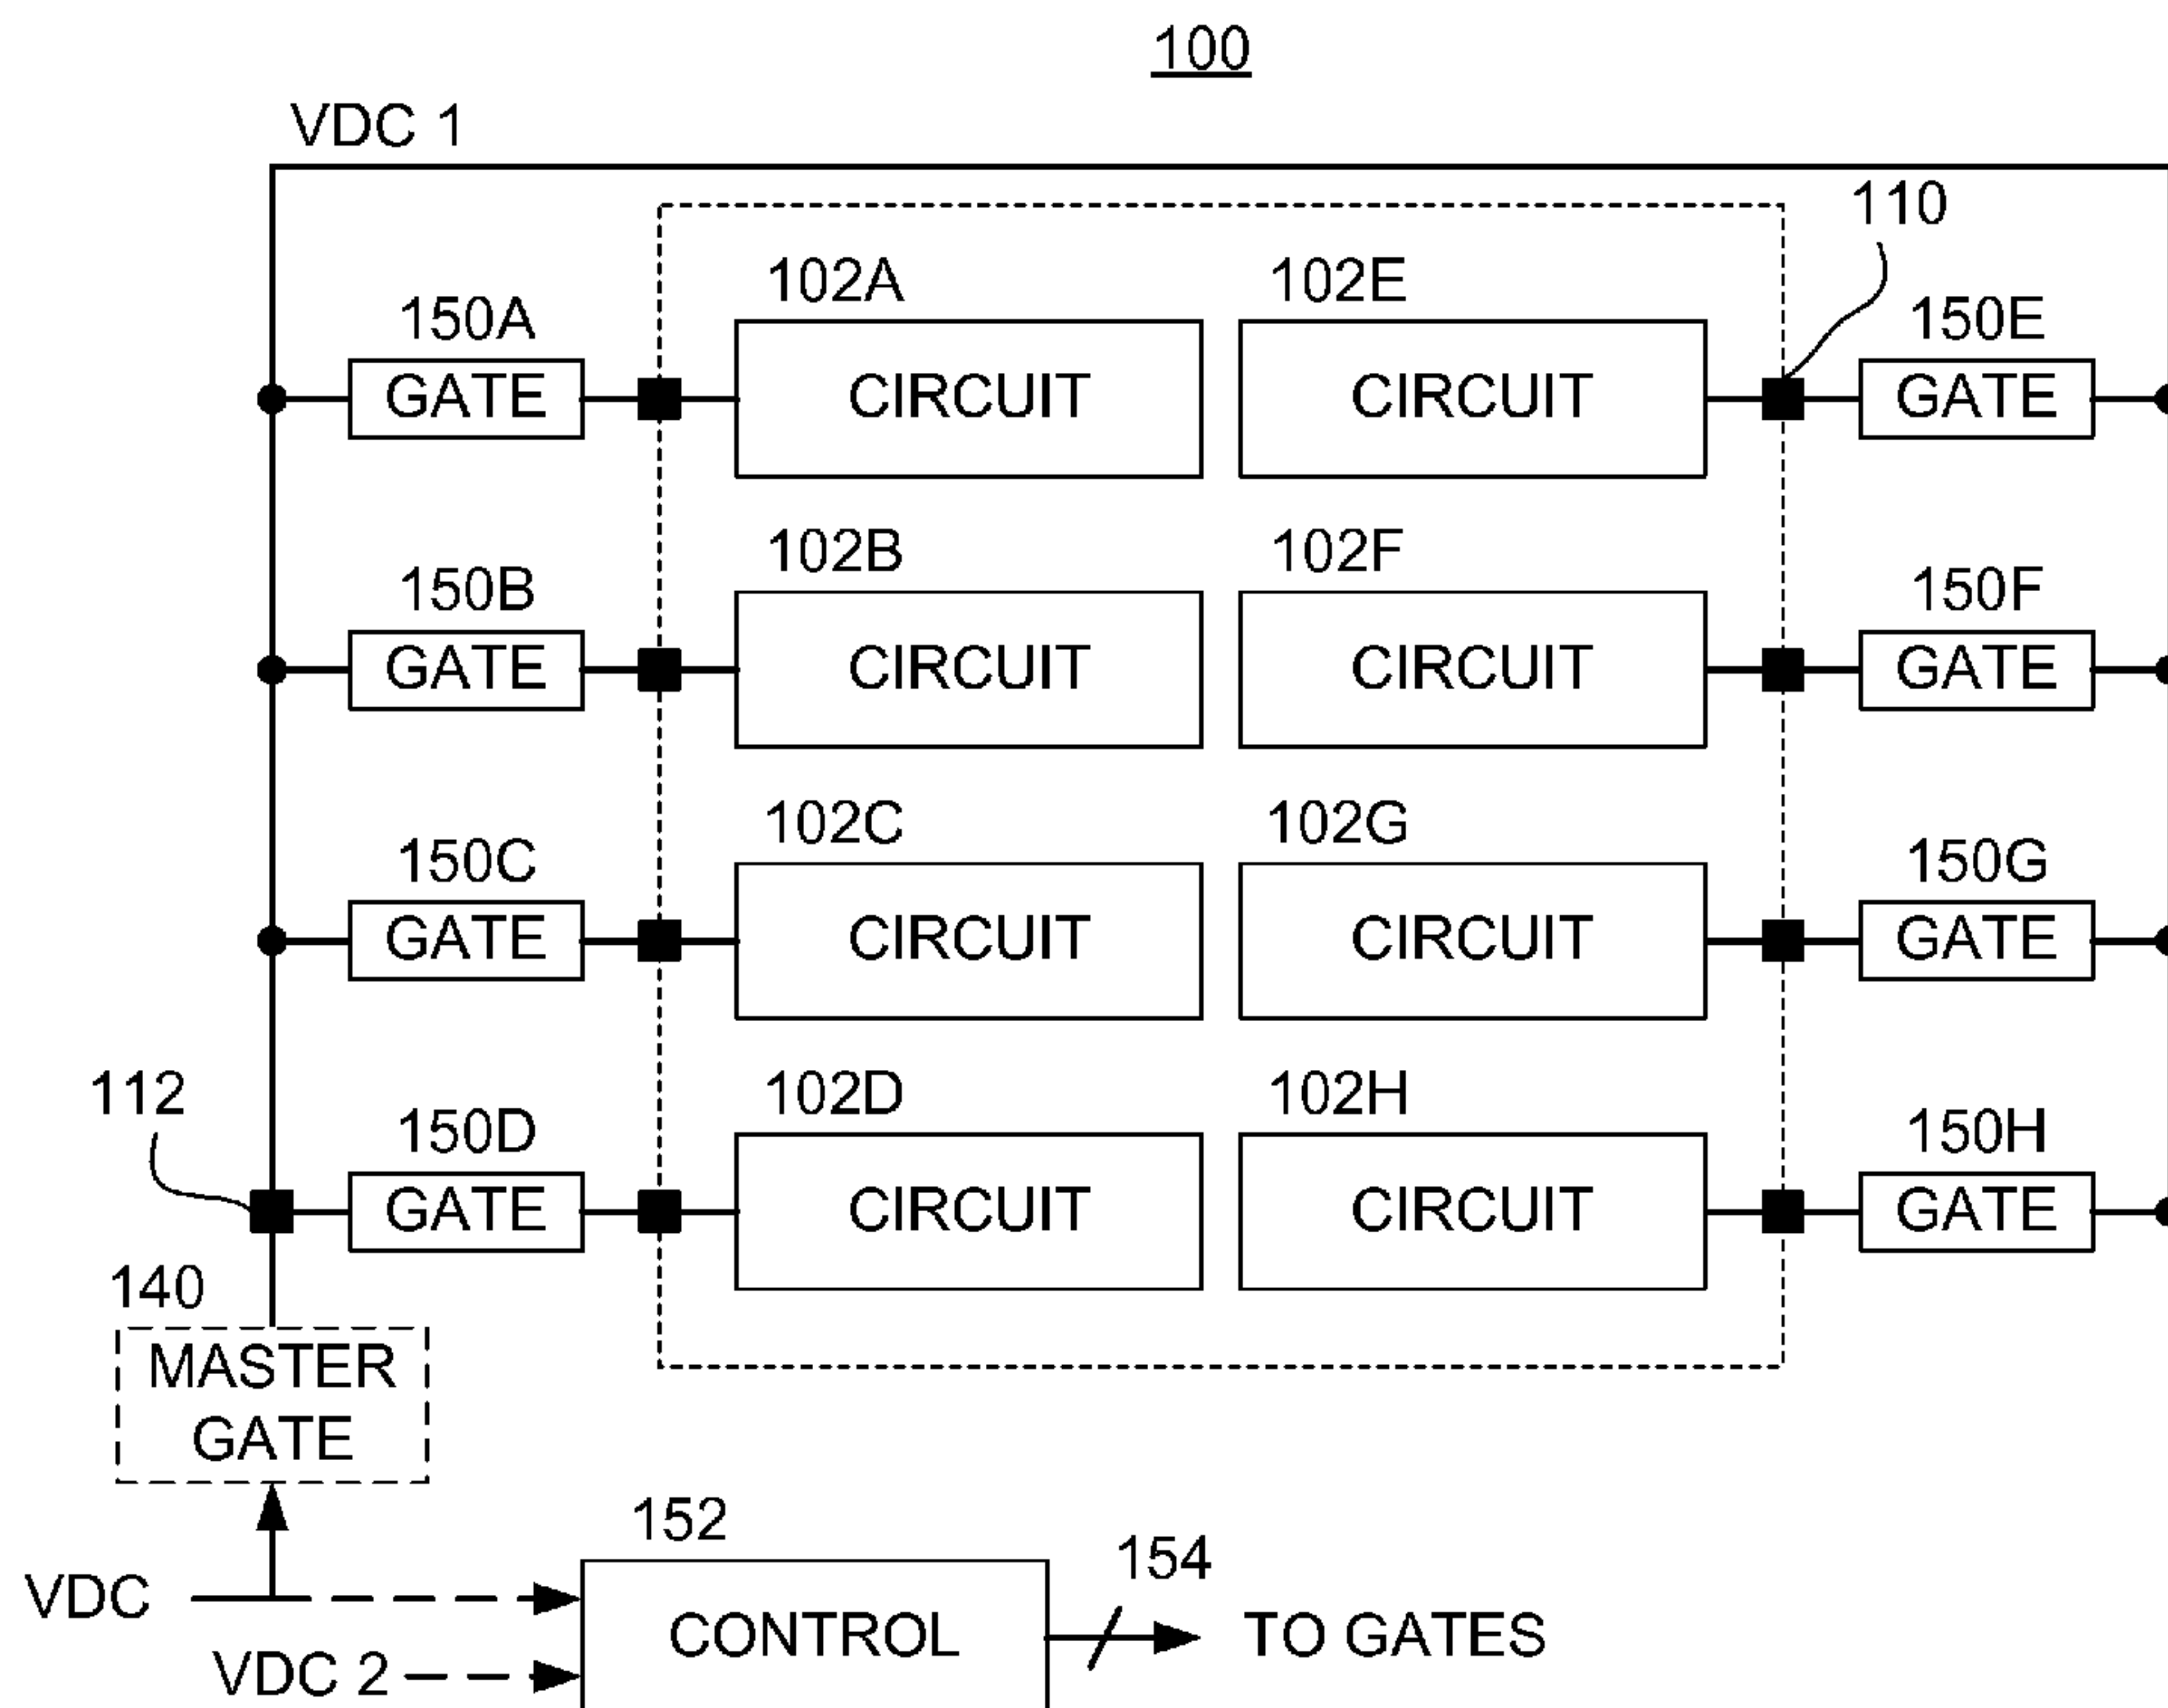 100
VDC 1
110
102A
102E
150A
150E
GATE
CIRCUIT
CIRCUIT
GATE
102B
102F
150B
150F
GATE
CIRCUIT
CIRCUIT
GATE
102C
102G
150C
150G
GATE
CIRCUIT
CIRCUIT
GATE
112
102D
102H
150D
150H
GATE
CIRCUIT
CIRCUIT
GATE
140
MASTER
GATE
152
154
VDC
CONTROL
TO GATES
VDC 2